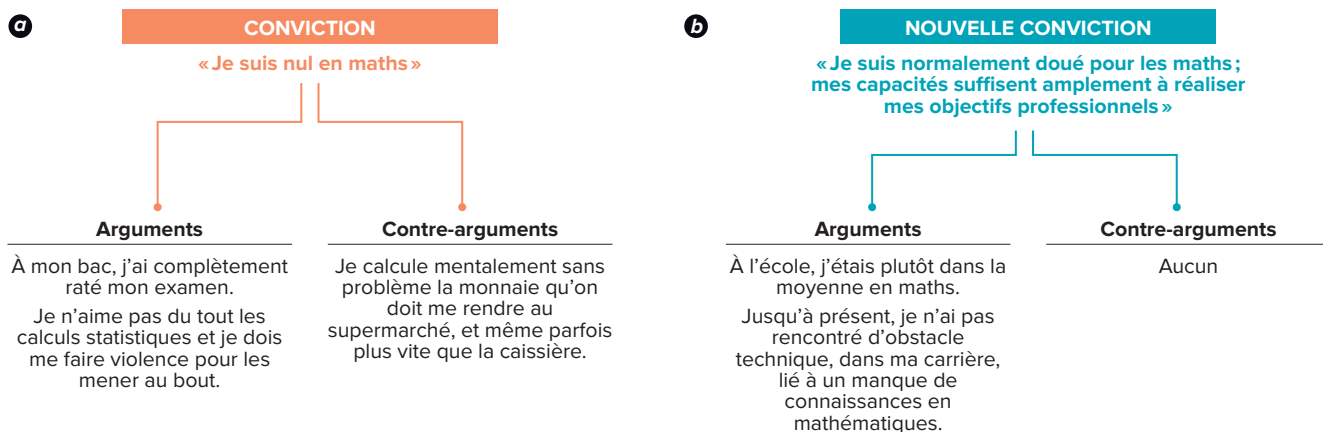 a
CONVICTION
« Je suis nul en maths »
Arguments
À mon bac, j’ai complètement
raté mon examen.
Je n’aime pas du tout les
calculs statistiques et je dois
me faire violence pour les
mener au bout.
Contre-arguments
Je calcule mentalement sans
problème la monnaie qu’on
doit me rendre au
supermarché, et même parfois
plus vite que la caissière.
b
NOUVELLE CONVICTION
« Je suis normalement doué pour les maths ;
mes capacités suffisent amplement à réaliser
mes objectifs professionnels »
Arguments
À l’école, j’étais plutôt dans la
moyenne en maths.
Jusqu’à présent, je n’ai pas
rencontré d’obstacle
technique, dans ma carrière,
lié à un manque de
connaissances en
mathématiques.
Contre-arguments
Aucun